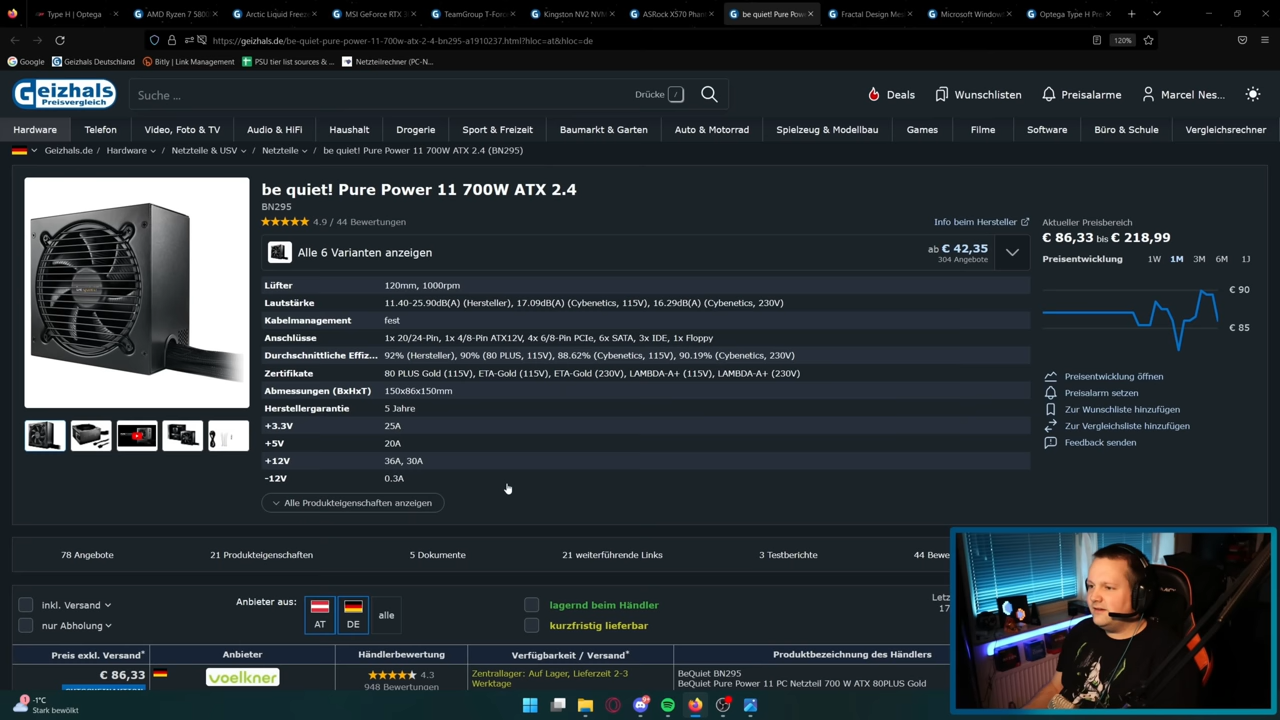 Type H | Optega
AMD Ryzen 7 5800
Arctic Liquid Freez
MSI GeForce RTX 3
TeamGroup T-Forc
Kingston NV2 NVM
ASRock X570 Phan
be quiet! Pure Pow
Fractal Design Mes
Microsoft Window
Optega Type H Pre
https://geizhals.de/be-quiet-pure-power-11-700w-atx-2-4-bn295-a1910237.html?hloc=at&hloc=de
120%
Google
Geizhals Deutschland
Bitly | Link Management
PSU tier list sources & ...
Netzteilrechner (PC-N...
Geizhals
Preisvergleich
Suche ...
Drücke /
Deals
Wunschlisten
Preisalarme
Marcel Nes...
Hardware
Telefon
Video, Foto & TV
Audio & HiFi
Haushalt
Drogerie
Sport & Freizeit
Baumarkt & Garten
Auto & Motorrad
Spielzeug & Modellbau
Games
Filme
Software
Büro & Schule
Vergleichsrechner
Geizhals.de / Hardware / Netzteile & USV / Netzteile / be quiet! Pure Power 11 700W ATX 2.4 (BN295)
be quiet! Pure Power 11 700W ATX 2.4
BN295
4.9 / 44 Bewertungen
Info beim Hersteller
Alle 6 Varianten anzeigen
ab € 42,35
304 Angebote
Lüfter 120mm, 1000rpm
Lautstärke 11.40-25.90dB(A) (Hersteller), 17.09dB(A) (Cybenetics, 115V), 16.29dB(A) (Cybenetics, 230V)
Kabelmanagement fest
Anschlüsse 1x 20/24-Pin, 1x 4/8-Pin ATX12V, 4x 6/8-Pin PCIe, 6x SATA, 3x IDE, 1x Floppy
Durchschnittliche Effiz... 92% (Hersteller), 90% (80 PLUS, 115V), 88.62% (Cybenetics, 115V), 90.19% (Cybenetics, 230V)
Zertifikate 80 PLUS Gold (115V), ETA-Gold (115V), ETA-Gold (230V), LAMBDA-A+ (115V), LAMBDA-A+ (230V)
Abmessungen (BxHxT) 150x86x150mm
Herstellergarantie 5 Jahre
+3.3V 25A
+5V 20A
+12V 36A, 30A
-12V 0.3A
Alle Produkteigenschaften anzeigen
Aktueller Preisbereich
€ 86,33 bis € 218,99
Preisentwicklung 1W 1M 3M 6M 1J
€ 90
€ 85
Preisentwicklung öffnen
Preisalarm setzen
Zur Wunschliste hinzufügen
Zur Vergleichsliste hinzufügen
Feedback senden
78 Angebote
21 Produkteigenschaften
5 Dokumente
21 weiterführende Links
3 Testberichte
44 Bewe
inkl. Versand
nur Abholung
Anbieter aus:
AT
DE
alle
lagernd beim Händler
kurzfristig lieferbar
Letz
17
Preis exkl. Versand*
Anbieter
Händlerbewertung
Verfügbarkeit / Versand*
Produktbezeichnung des Händlers
€ 86,33
voelkner
4.3
948 Bewertungen
Zentrallager: Auf Lager, Lieferzeit 2-3
Werktage
BeQuiet BN295
BeQuiet Pure Power 11 PC Netzteil 700 W ATX 80PLUS Gold
-1°C
Stark bewölkt